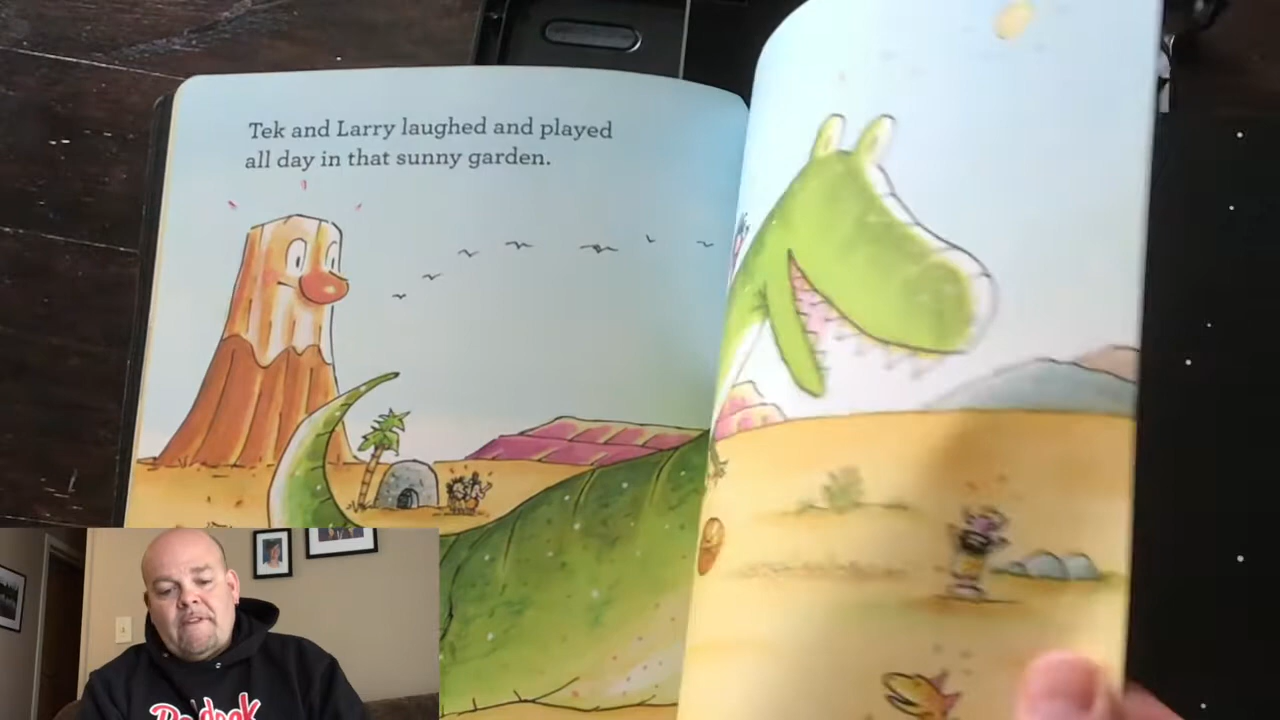 Tek and Larry laughed and played
all day in that sunny garden.